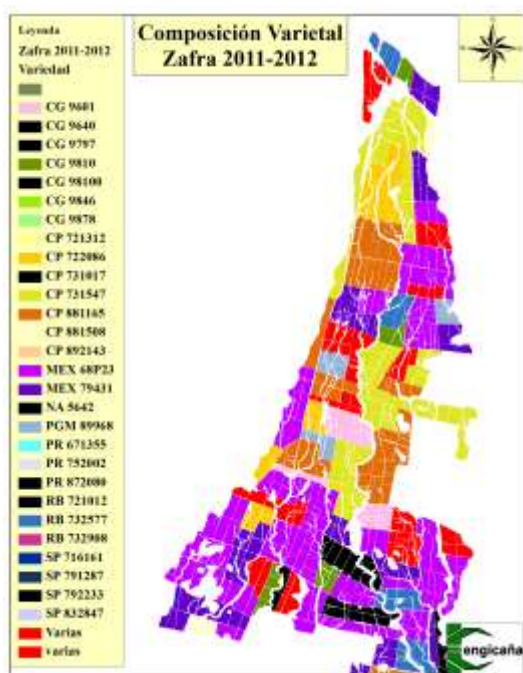 Leyenda
Zafra 2011-2012
Variedad
CG 9601
CG 9640
CG 9797
CG 9810
CG 98100
CG 9846
CG 9878
CP 721312
CP 722086
CP 731017
CP 731547
CP 881165
CP 881508
CP 892143
MEX 68P23
MEX 79431
NA 5642
PGM 89968
PR 671355
PR 752002
PR 872080
RB 721012
RB 732577
RB 732908
SP 716161
SP 791287
SP 792233
SP 832847
Varias
varias
Composición Varietal
Zafra 2011-2012
engicaña